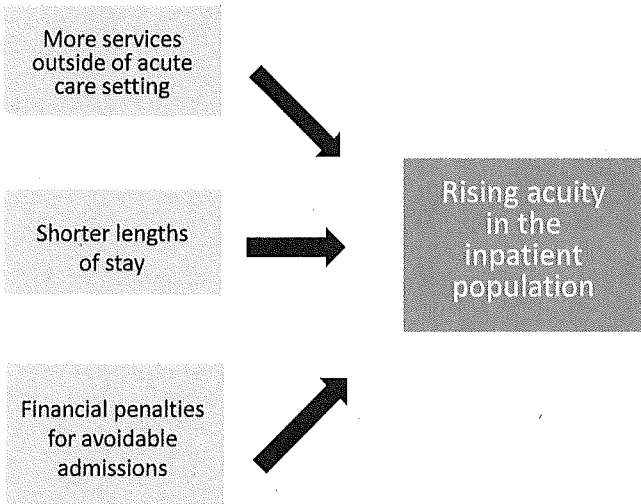 More services
outside of acute
care setting
Shorter lengths
of stay
Financial penalties
for avoidable
admissions
Rising acuity
in the
inpatient
population